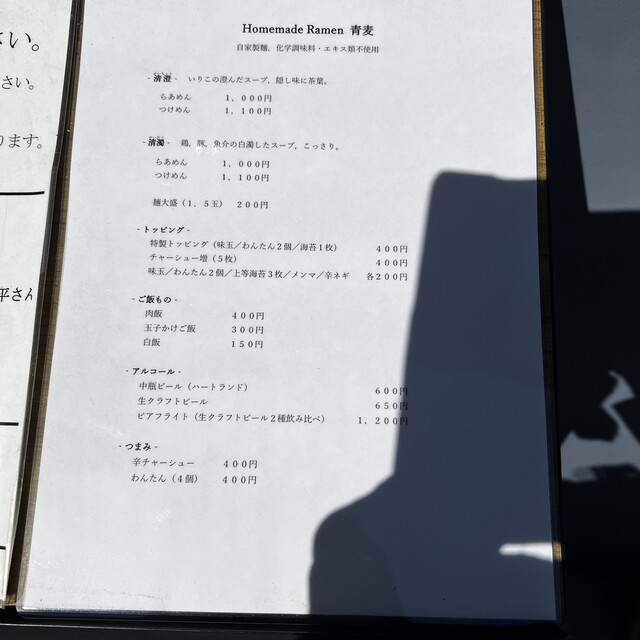 さい。
さい。
ります。
平さん
Homemade Ramen 青麦
自家製麺、化学調味料・エキス類不使用
- 清澄 - いりこの澄んだスープ、隠し味に茶葉。
らあめん 1，000円
つけめん 1，100円
- 清濁 - 鶏、豚、魚介の白濁したスープ、こっさり。
らあめん 1，000円
つけめん 1，100円
麺大盛（1．5玉） 200円
- トッピング -
特製トッピング（味玉／わんたん2個／海苔1枚） 400円
チャーシュー増（5枚） 400円
味玉／わんたん2個／上等海苔3枚／メンマ／辛ネギ 各200円
- ご飯もの -
肉飯 400円
玉子かけご飯 300円
白飯 150円
- アルコール -
中瓶ビール（ハートランド） 600円
生クラフトビール 650円
ビアフライト（生クラフトビール2種飲み比べ） 1，200円
- つまみ -
辛チャーシュー 400円
わんたん（4個） 400円